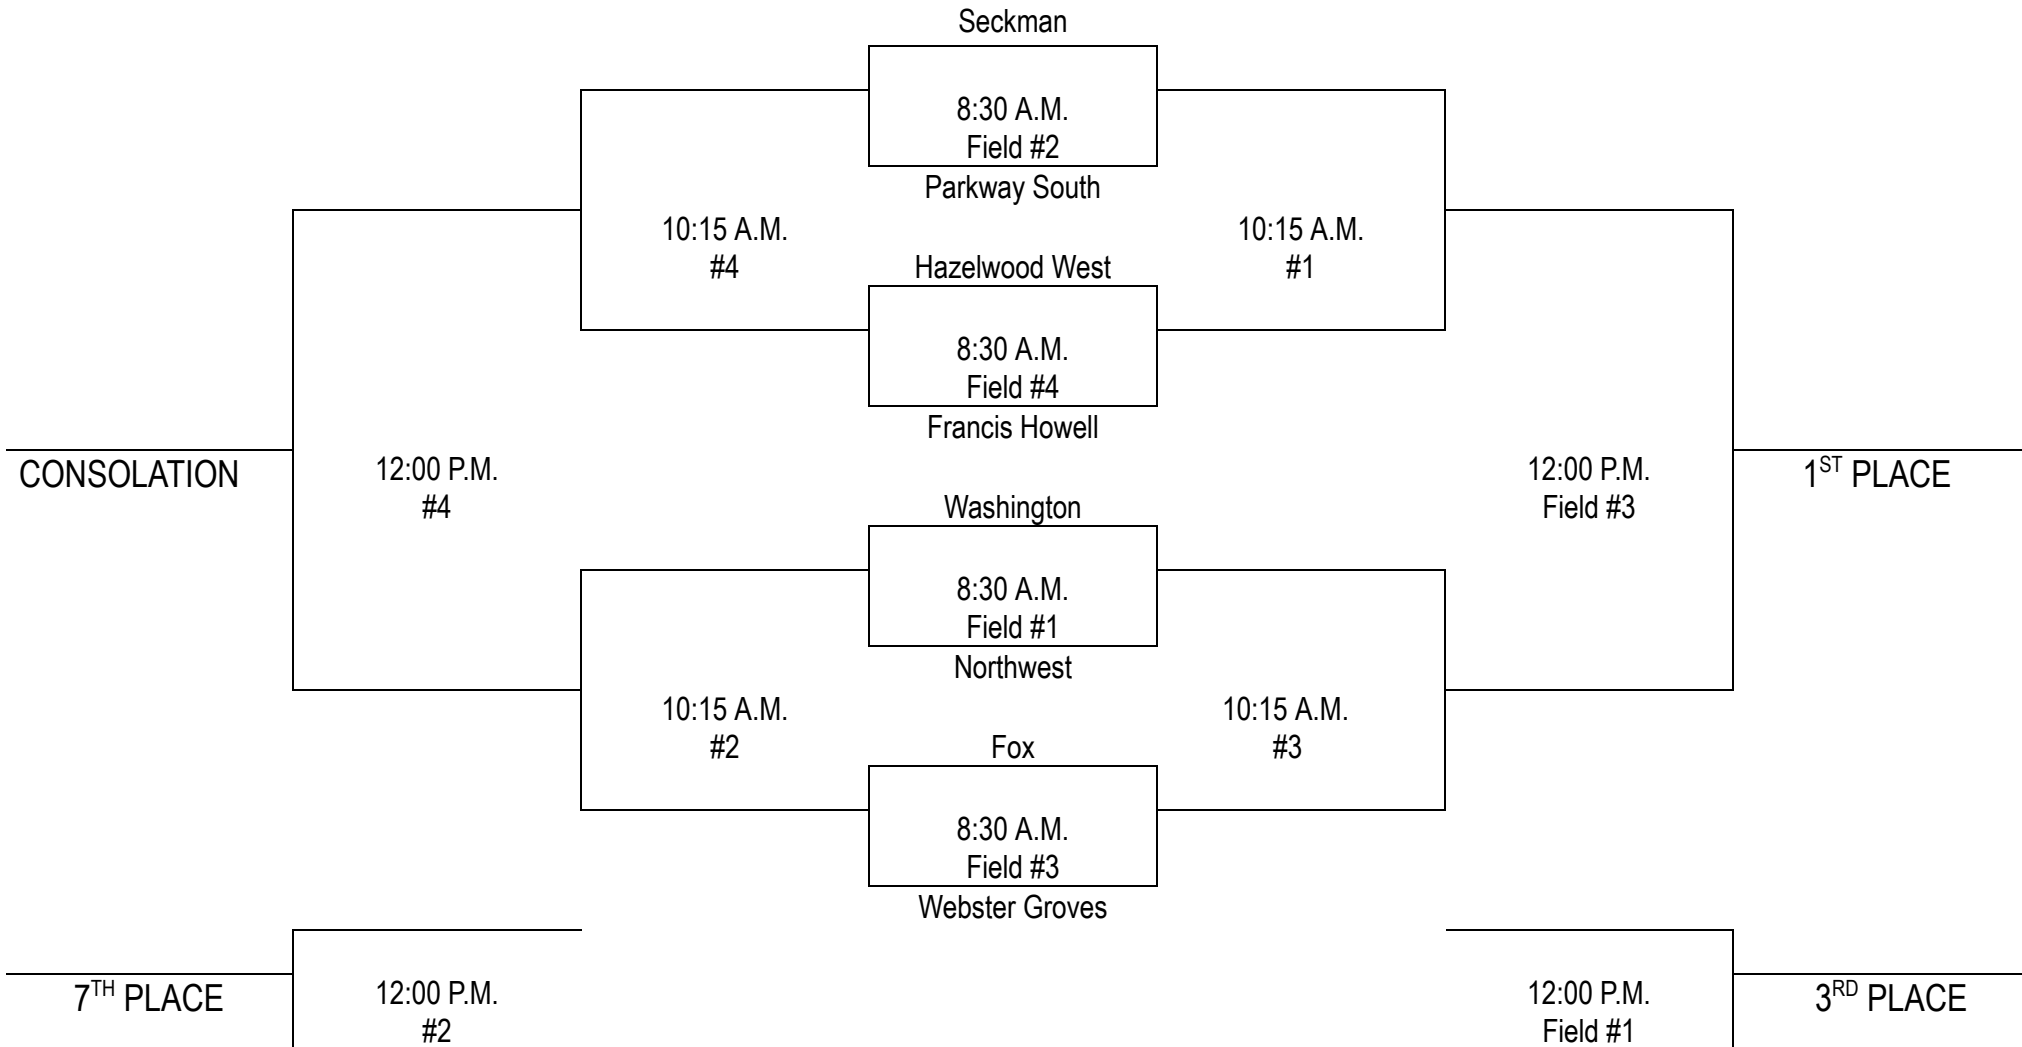 Seckman
8:30 A.M.
Field #2
Parkway South
10:15 A.M.
#4
10:15 A.M.
#1
Hazelwood West
8:30 A.M.
Field #4
Francis Howell
CONSOLATION
12:00 P.M.
#4
12:00 P.M.
Field #3
1ST PLACE
Washington
8:30 A.M.
Field #1
Northwest
10:15 A.M.
#2
10:15 A.M.
#3
Fox
8:30 A.M.
Field #3
Webster Groves
7TH PLACE
12:00 P.M.
#2
12:00 P.M.
Field #1
3RD PLACE